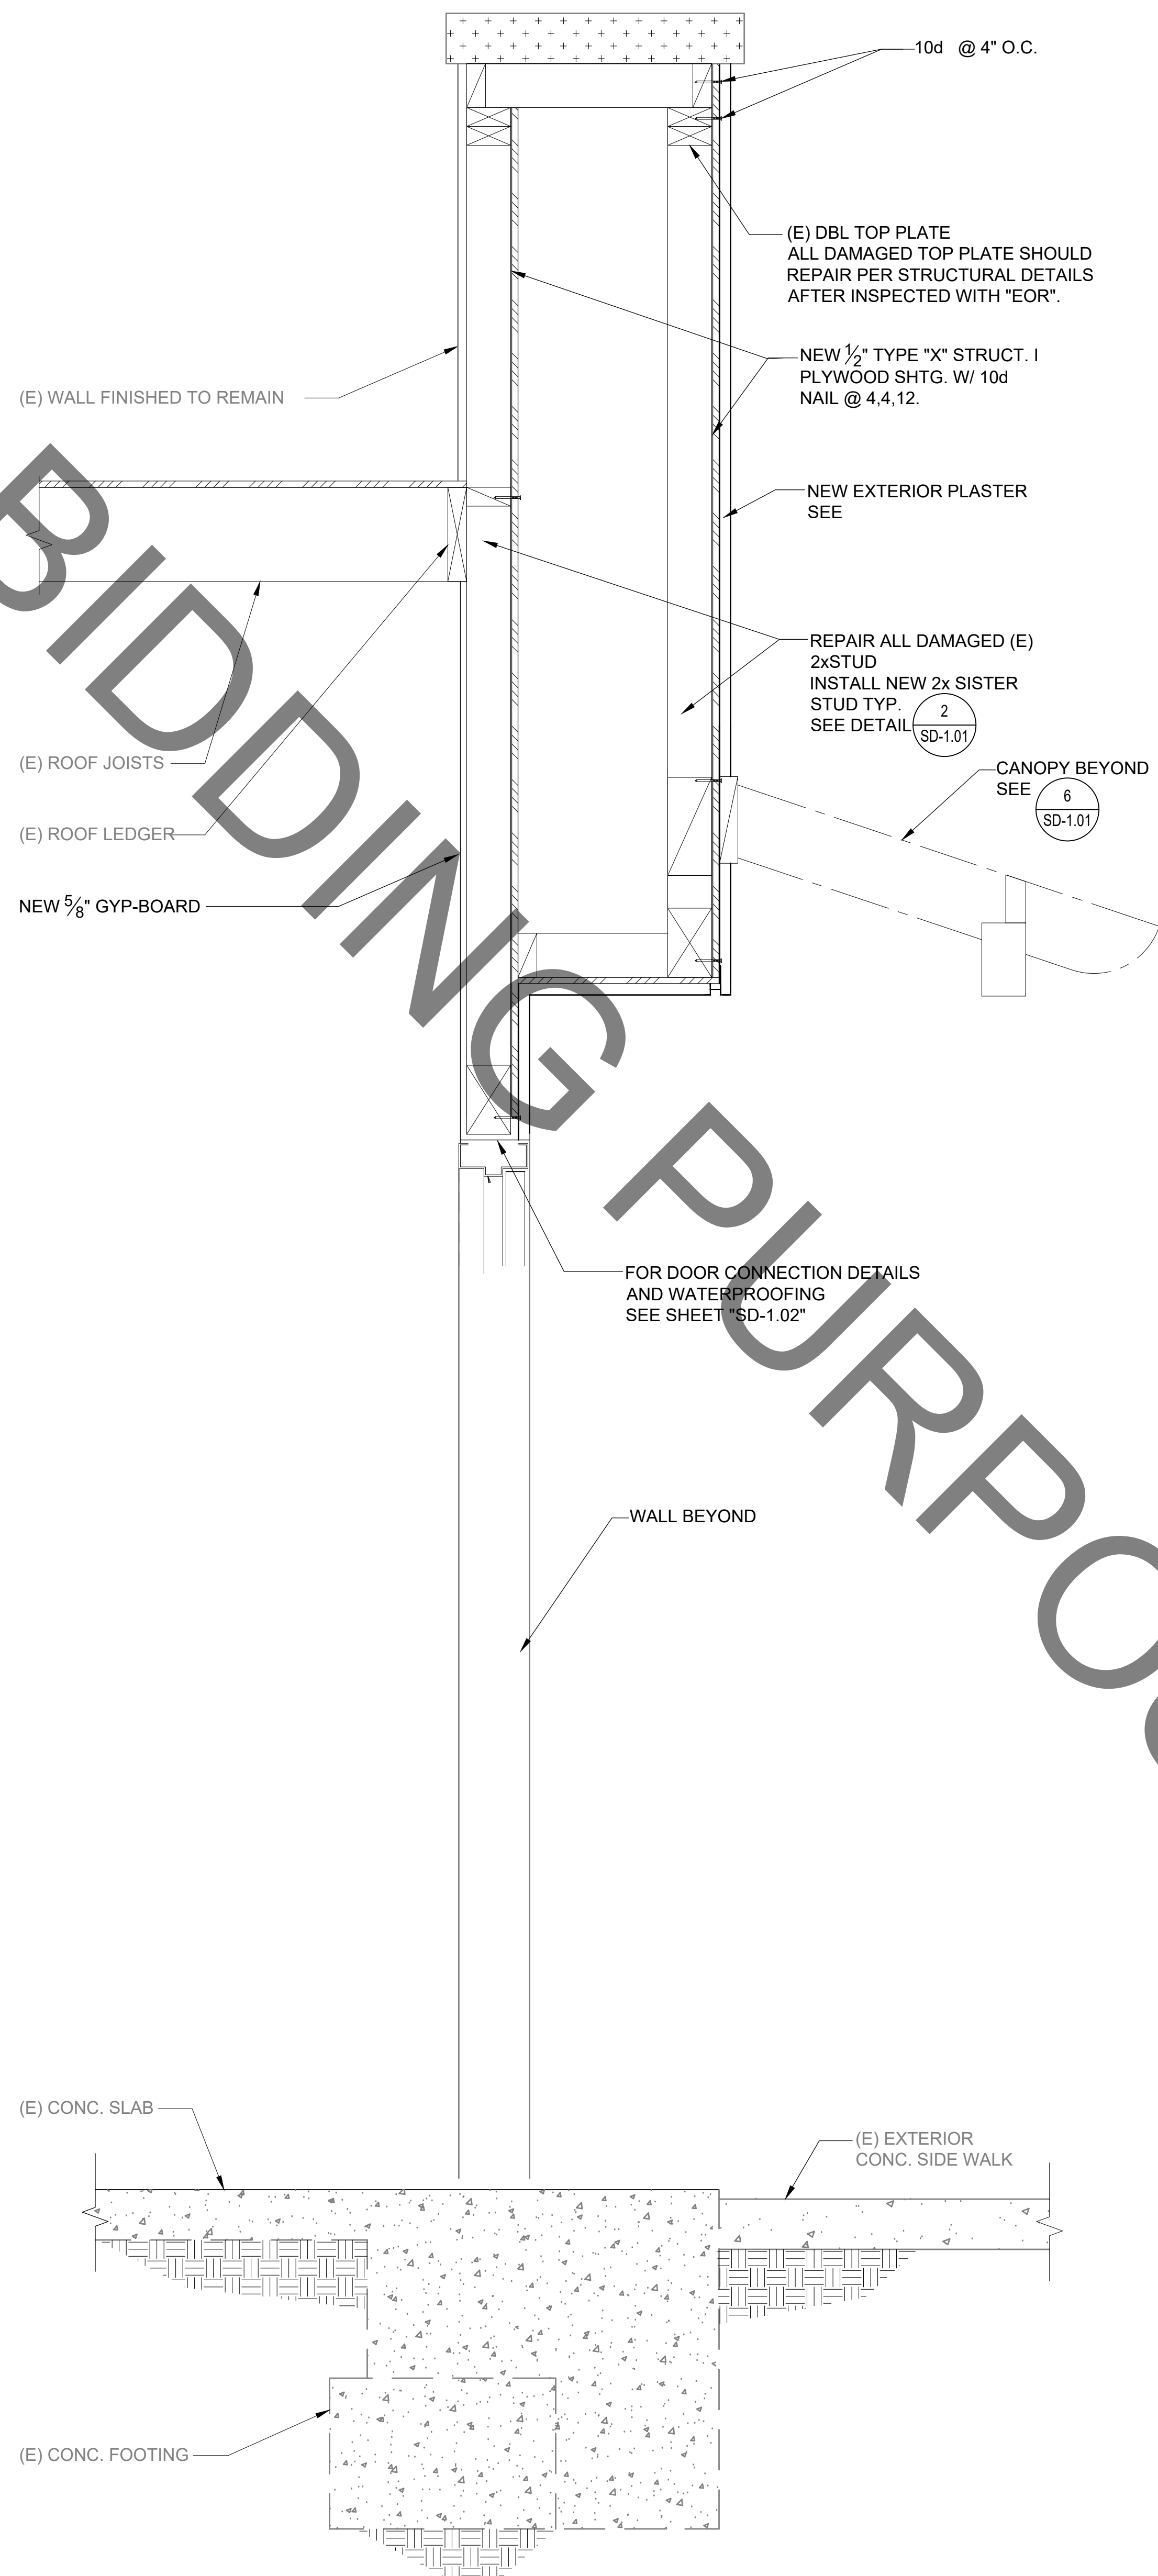 10d @ 4" O.C.
(E) DBL TOP PLATE
ALL DAMAGED TOP PLATE SHOULD
REPAIR PER STRUCTURAL DETAILS
AFTER INSPECTED WITH "EOR".
NEW 1/2" TYPE "X" STRUCT. I
PLYWOOD SHTG. W/ 10d
NAIL @ 4,4,12.
(E) WALL FINISHED TO REMAIN
NEW EXTERIOR PLASTER
SEE
REPAIR ALL DAMAGED (E)
2xSTUD
INSTALL NEW 2x SISTER
STUD TYP.
SEE DETAIL
2
SD-1.01
(E) ROOF JOISTS
CANOPY BEYOND
SEE
6
SD-1.01
(E) ROOF LEDGER
NEW 5/8" GYP-BOARD
FOR DOOR CONNECTION DETAILS
AND WATERPROOFING
SEE SHEET "SD-1.02"
WALL BEYOND
(E) CONC. SLAB
(E) EXTERIOR
CONC. SIDE WALK
(E) CONC. FOOTING
BIDDING PURPO